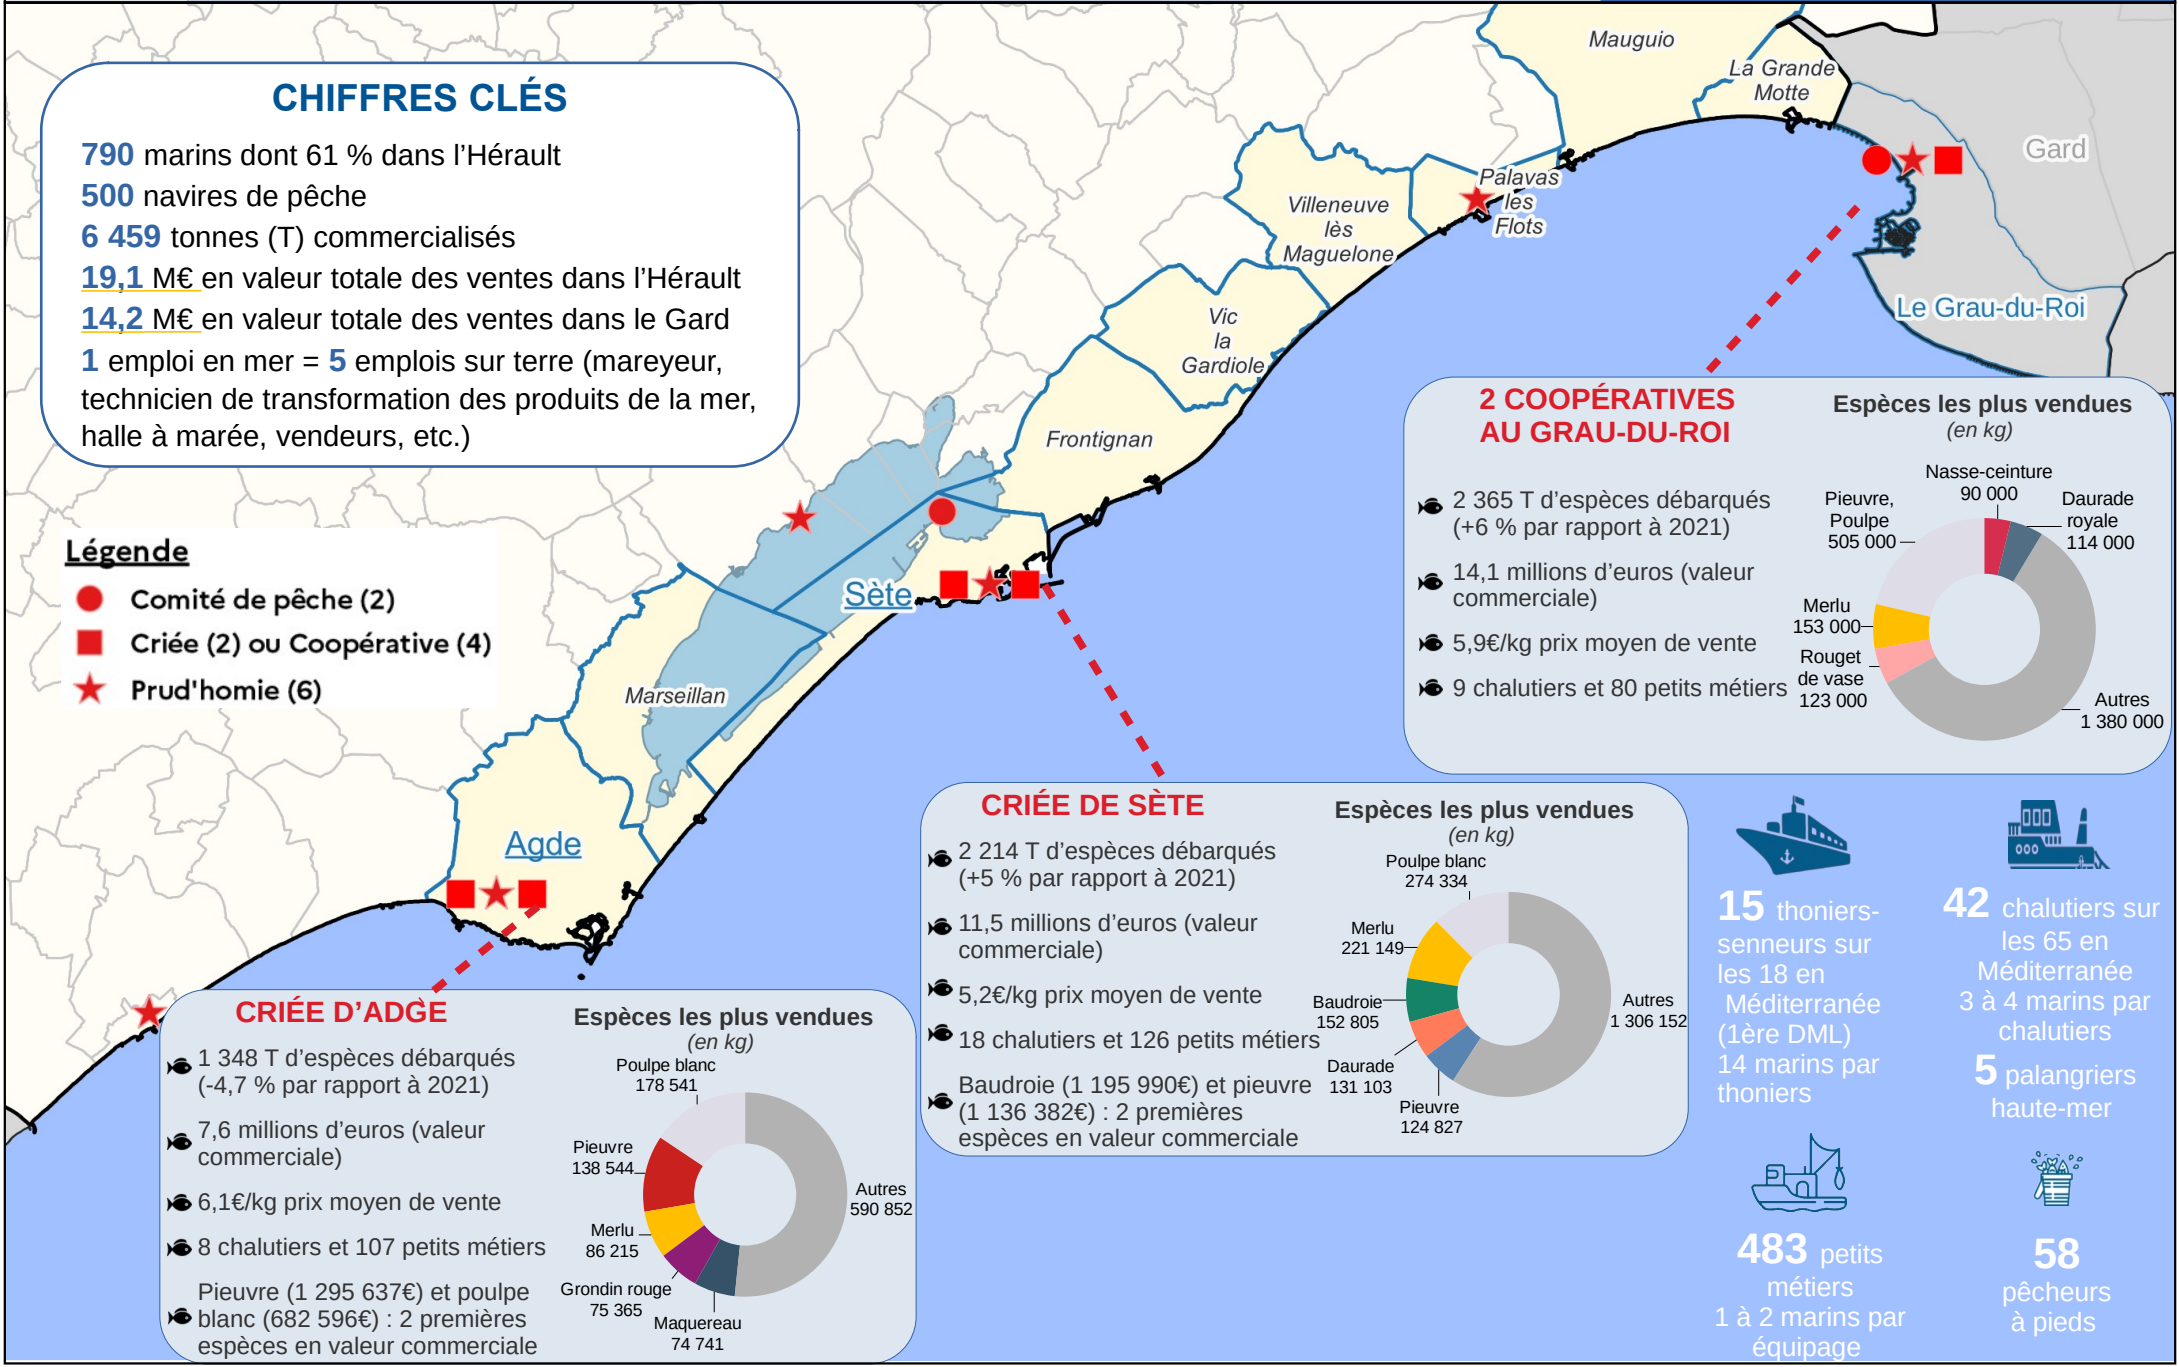 CHIFFRES CLÉS
790 marins dont 61 % dans l’Hérault
500 navires de pêche
6 459 tonnes (T) commercialisés
19,1 M€ en valeur totale des ventes dans l’Hérault
14,2 M€ en valeur totale des ventes dans le Gard
1 emploi en mer = 5 emplois sur terre (mareyeur,
technicien de transformation des produits de la mer,
halle à marée, vendeurs, etc.)
Mauguio
La Grande
Motte
Gard
Palavas
les
Flots
Villeneuve
lès
Maguelone
Le Grau-du-Roi
Vic
la
Gardiole
Frontignan
Sète
Marseillan
Agde
Légende
Comité de pêche (2)
Criée (2) ou Coopérative (4)
Prud'homie (6)
2 COOPÉRATIVES
AU GRAU-DU-ROI
2 365 T d’espèces débarqués
(+6 % par rapport à 2021)
14,1 millions d’euros (valeur
commerciale)
5,9€/kg prix moyen de vente
9 chalutiers et 80 petits métiers
Espèces les plus vendues
(en kg)
Nasse-ceinture
90 000
Daurade
royale
114 000
Pieuvre,
Poulpe
505 000
Merlu
153 000
Rouget
de vase
123 000
Autres
1 380 000
CRIÉE DE SÈTE
2 214 T d’espèces débarqués
(+5 % par rapport à 2021)
11,5 millions d’euros (valeur
commerciale)
5,2€/kg prix moyen de vente
18 chalutiers et 126 petits métiers
Baudroie (1 195 990€) et pieuvre
(1 136 382€) : 2 premières
espèces en valeur commerciale
Espèces les plus vendues
(en kg)
Poulpe blanc
274 334
Merlu
221 149
Baudroie
152 805
Daurade
131 103
Pieuvre
124 827
Autres
1 306 152
CRIÉE D’ADGE
1 348 T d’espèces débarqués
(-4,7 % par rapport à 2021)
7,6 millions d’euros (valeur
commerciale)
6,1€/kg prix moyen de vente
8 chalutiers et 107 petits métiers
Pieuvre (1 295 637€) et poulpe
blanc (682 596€) : 2 premières
espèces en valeur commerciale
Espèces les plus vendues
(en kg)
Poulpe blanc
178 541
Pieuvre
138 544
Merlu
86 215
Grondin rouge
75 365
Maquereau
74 741
Autres
590 852
15 thoniers-
senneurs sur
les 18 en
Méditerranée
(1ère DML)
14 marins par
thoniers
42 chalutiers sur
les 65 en
Méditerranée
3 à 4 marins par
chalutiers
5 palangriers
haute-mer
483 petits
métiers
1 à 2 marins par
équipage
58
pêcheurs
à pieds